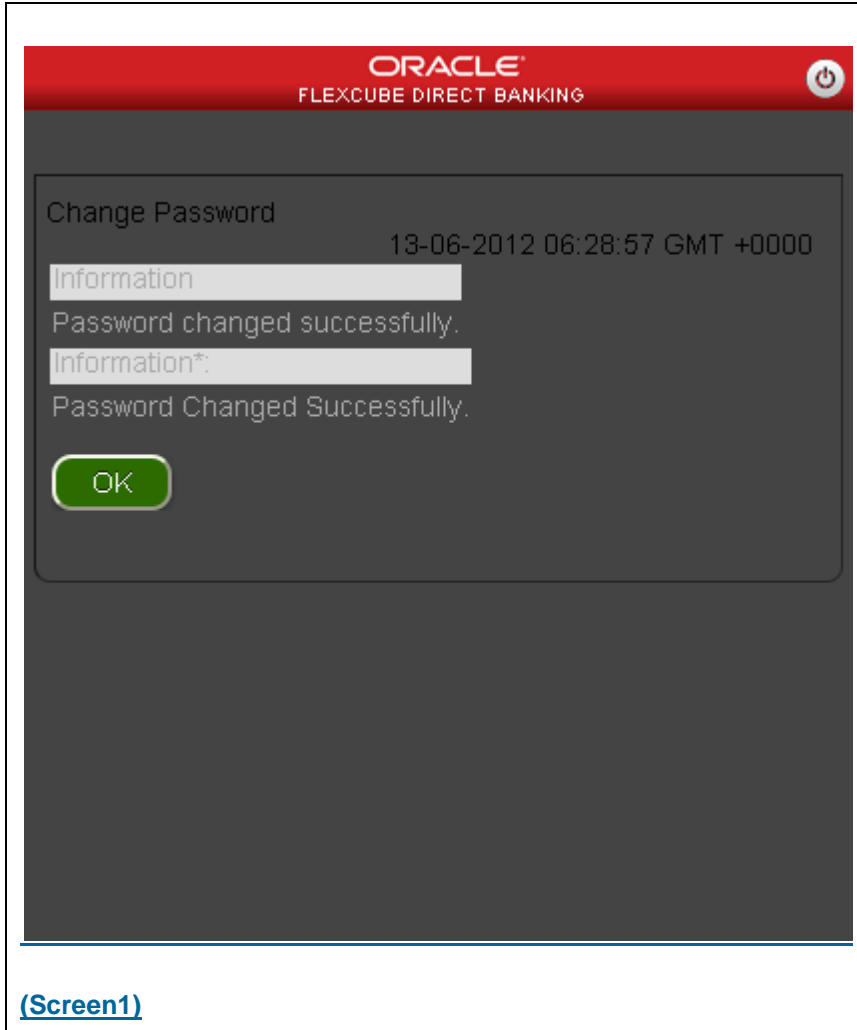 ORACLE
FLEXCUBE DIRECT BANKING
Change Password
13-06-2012 06:28:57 GMT +0000
Information
Password changed successfully.
Information*:
Password Changed Successfully.
OK
(Screen1)